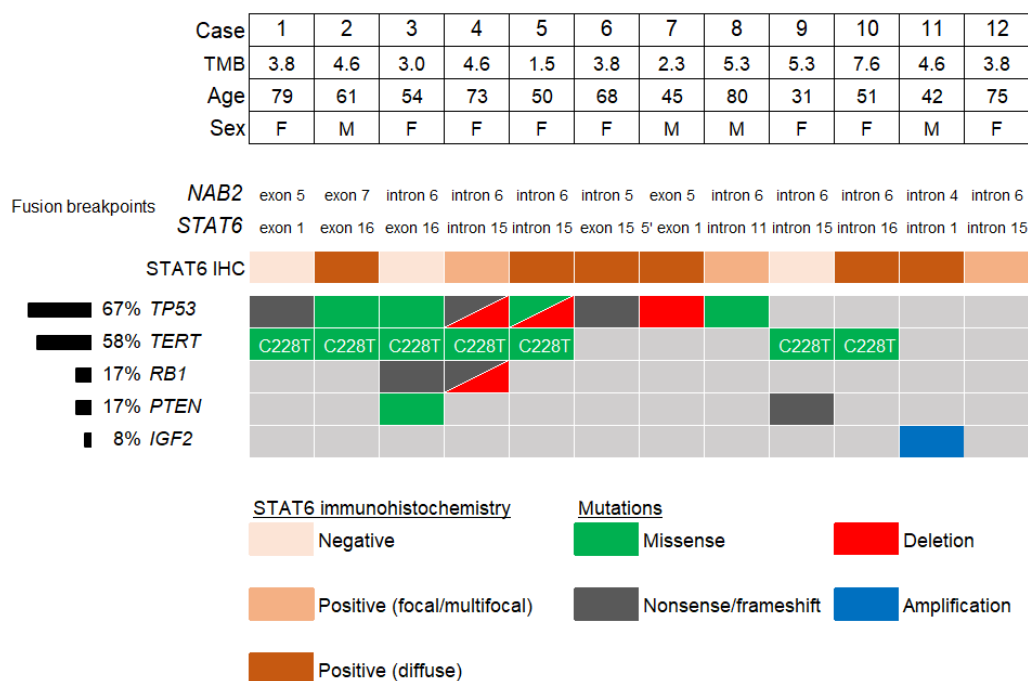 Case 1 2 3 4 5 6 7 8 9 10 11 12
TMB 3.8 4.6 3.0 4.6 1.5 3.8 2.3 5.3 5.3 7.6 4.6 3.8
Age 79 61 54 73 50 68 45 80 31 51 42 75
Sex F M F F F F M M F F M F
Fusion breakpoints
NAB2 exon 5 exon 7 intron 6 intron 6 intron 6 intron 5 exon 5 intron 6 intron 6 intron 6 intron 4 intron 6
STAT6 exon 1 exon 16 exon 16 intron 15 intron 15 exon 15 5' exon 1 intron 11 intron 15 intron 16 intron 1 intron 15
STAT6 IHC
67% TP53
58% TERT C228T C228T C228T C228T C228T C228T C228T
17% RB1
17% PTEN
8% IGF2
STAT6 immunohistochemistry Mutations
Negative Missense Deletion
Positive (focal/multifocal) Nonsense/frameshift Amplification
Positive (diffuse)